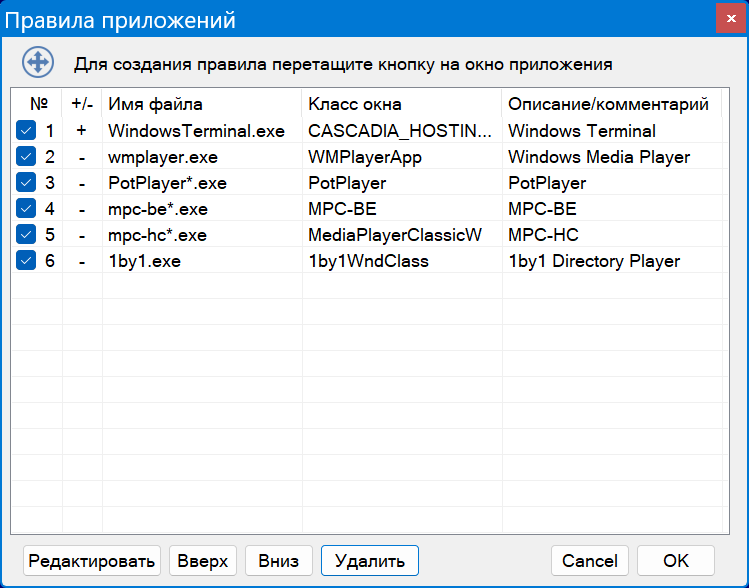 Правила приложений
Для создания правила перетащите кнопку на окно приложения
№ +/- Имя файла Класс окна Описание/комментарий
1 + WindowsTerminal.exe CASCADIA_HOSTIN... Windows Terminal
2 - wmplayer.exe WMPlayerApp Windows Media Player
3 - PotPlayer*.exe PotPlayer PotPlayer
4 - mpc-be*.exe MPC-BE MPC-BE
5 - mpc-hc*.exe MediaPlayerClassicW MPC-HC
6 - 1by1.exe 1by1WndClass 1by1 Directory Player
Редактировать Вверх Вниз Удалить Cancel OK